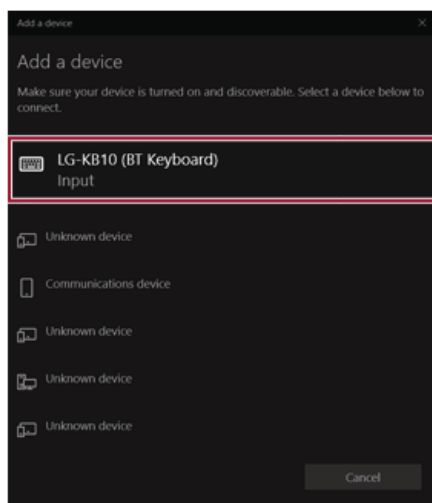 Add a device
Add a device
Make sure your device is turned on and discoverable. Select a device below to
connect.
LG-KB10 (BT Keyboard)
Input
Unknown device
Communications device
Unknown device
Unknown device
Unknown device
Cancel